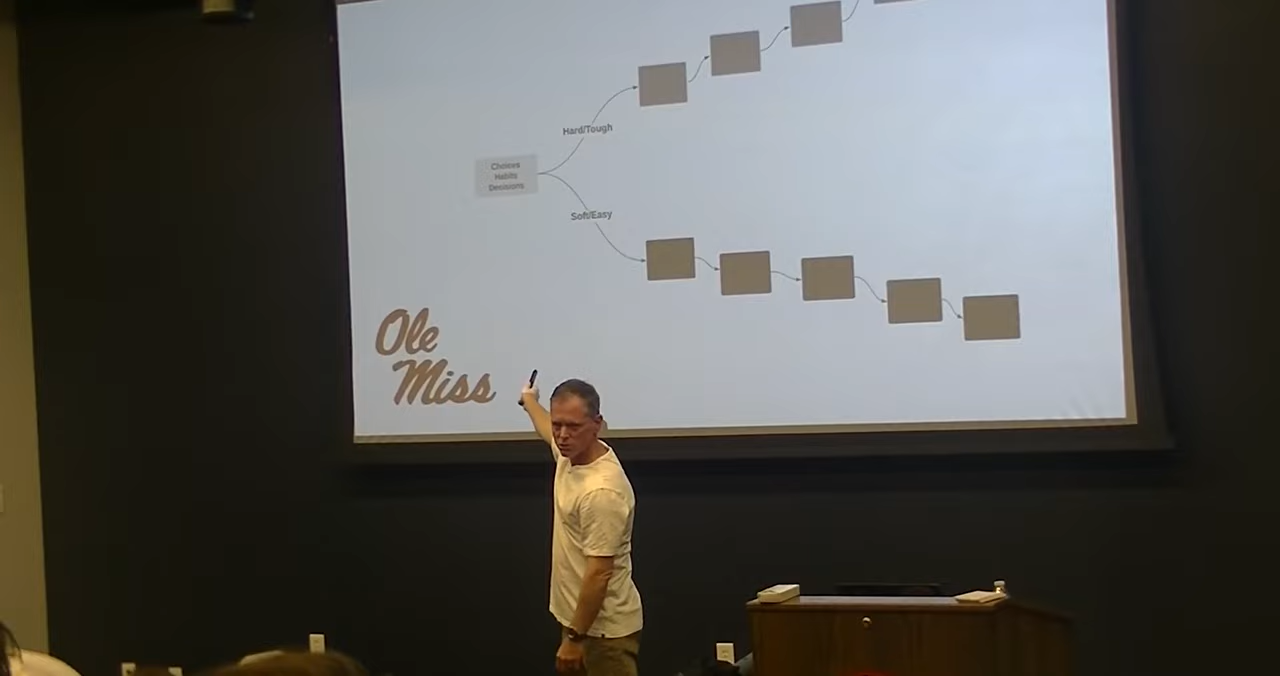 Hard/Tough
Choices
Habits
Decisions
Soft/Easy
Ole
Miss